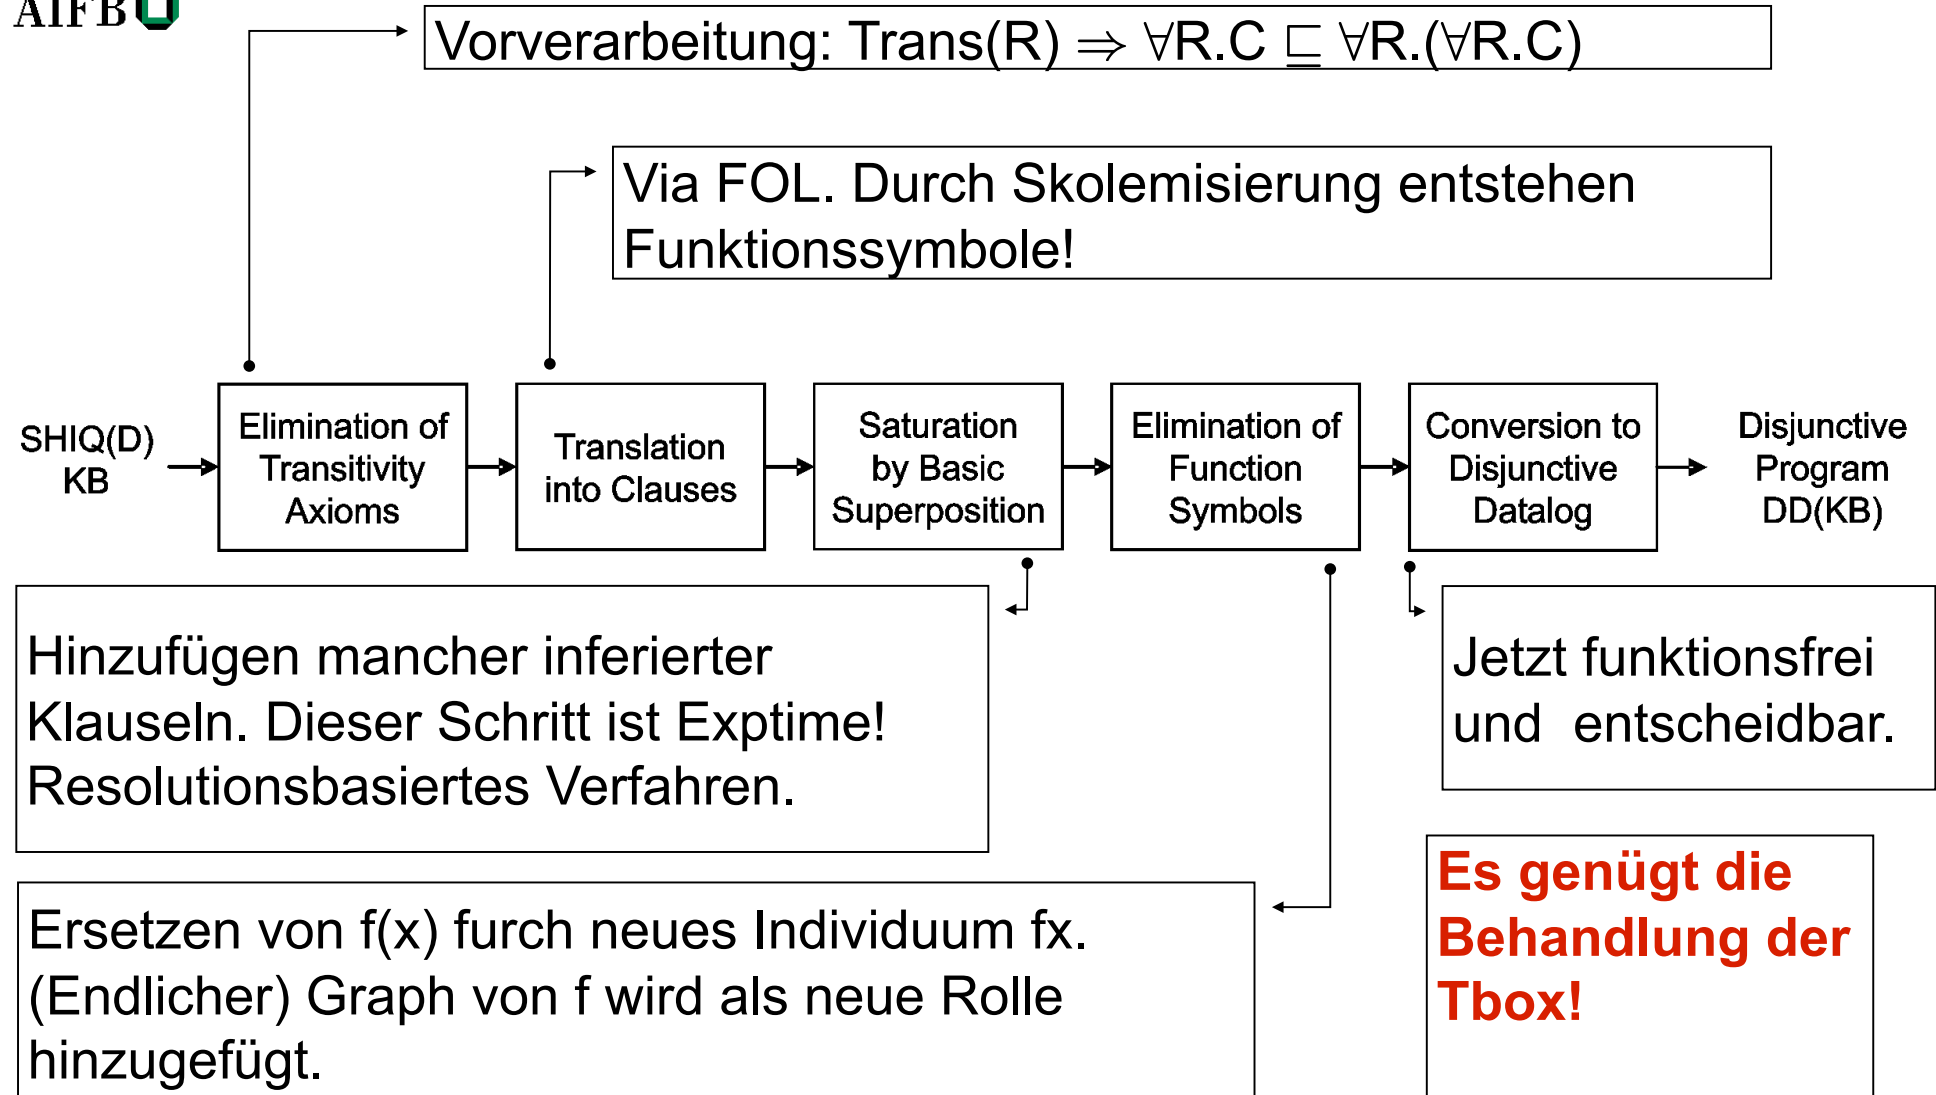 AIFB
Vorverarbeitung: Trans(R) ⇒ ∀R.C ⊑ ∀R.(∀R.C)
Via FOL. Durch Skolemisierung entstehen
Funktionssymbole!
SHIQ(D)
KB
Elimination of
Transitivity
Axioms
Translation
into Clauses
Saturation
by Basic
Superposition
Elimination of
Function
Symbols
Conversion to
Disjunctive
Datalog
Disjunctive
Program
DD(KB)
Hinzufügen mancher inferierter
Klauseln. Dieser Schritt ist Exptime!
Resolutionsbasiertes Verfahren.
Jetzt funktionsfrei
und  entscheidbar.
Ersetzen von f(x) furch neues Individuum fx.
(Endlicher) Graph von f wird als neue Rolle
hinzugefügt.
Es genügt die
Behandlung der
Tbox!